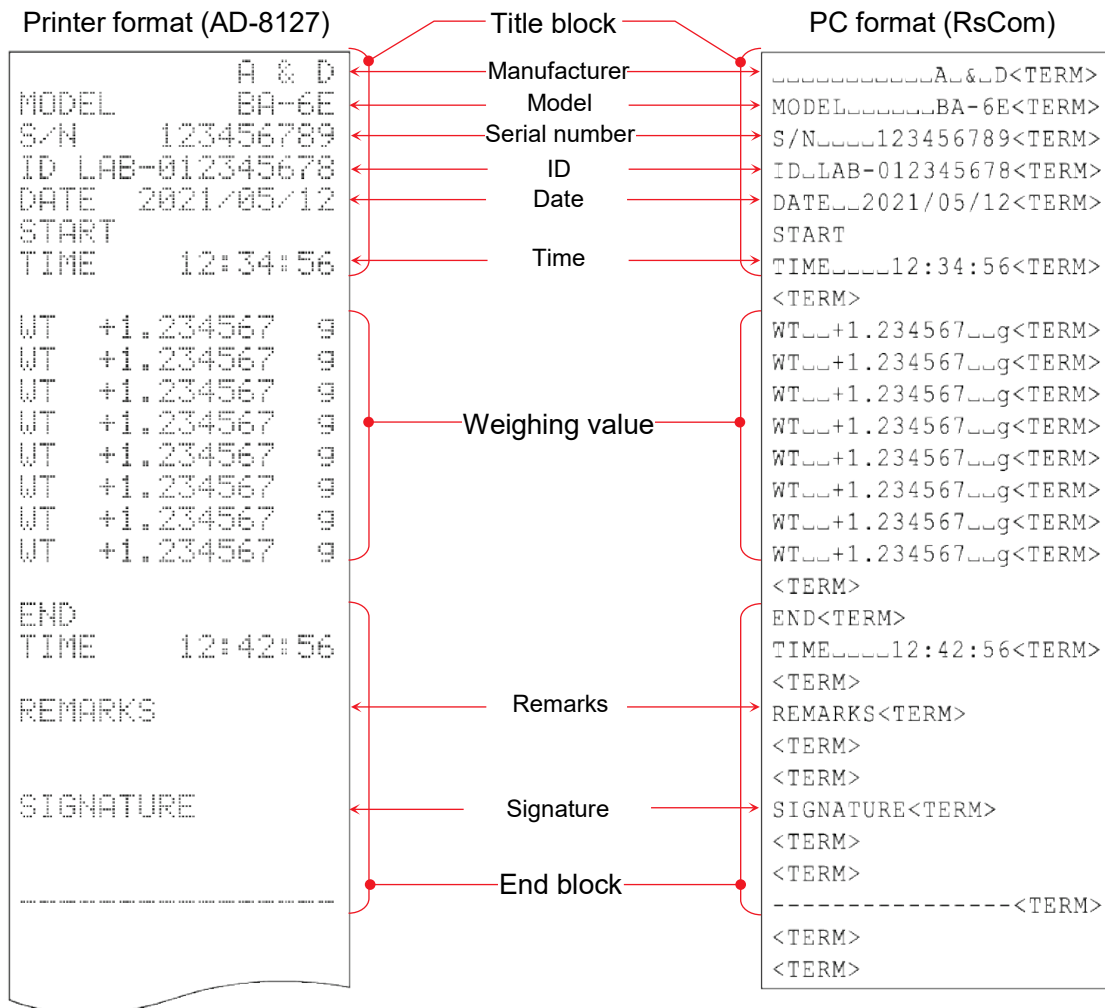 Printer format (AD-8127)
Title block
PC format (RsCom)
A & D
MODEL BA-6E
S/N 123456789
ID LAB-012345678
DATE 2021/05/12
START
TIME 12:34:56
WT +1.234567 g
WT +1.234567 g
WT +1.234567 g
WT +1.234567 g
WT +1.234567 g
WT +1.234567 g
WT +1.234567 g
WT +1.234567 g
END
TIME 12:42:56
REMARKS
SIGNATURE
----------------
Manufacturer
Model
Serial number
ID
Date
Time
Weighing value
Remarks
Signature
End block
␣␣␣␣␣␣␣␣␣␣␣A␣&␣D<TERM>
MODEL␣␣␣␣␣␣BA-6E<TERM>
S/N␣␣␣␣123456789<TERM>
ID␣LAB-012345678<TERM>
DATE␣␣2021/05/12<TERM>
START
TIME␣␣␣␣12:34:56<TERM>
<TERM>
WT␣␣+1.234567␣␣g<TERM>
WT␣␣+1.234567␣␣g<TERM>
WT␣␣+1.234567␣␣g<TERM>
WT␣␣+1.234567␣␣g<TERM>
WT␣␣+1.234567␣␣g<TERM>
WT␣␣+1.234567␣␣g<TERM>
WT␣␣+1.234567␣␣g<TERM>
WT␣␣+1.234567␣␣g<TERM>
<TERM>
END<TERM>
TIME␣␣␣␣12:42:56<TERM>
<TERM>
REMARKS<TERM>
<TERM>
<TERM>
SIGNATURE<TERM>
<TERM>
<TERM>
----------------<TERM>
<TERM>
<TERM>